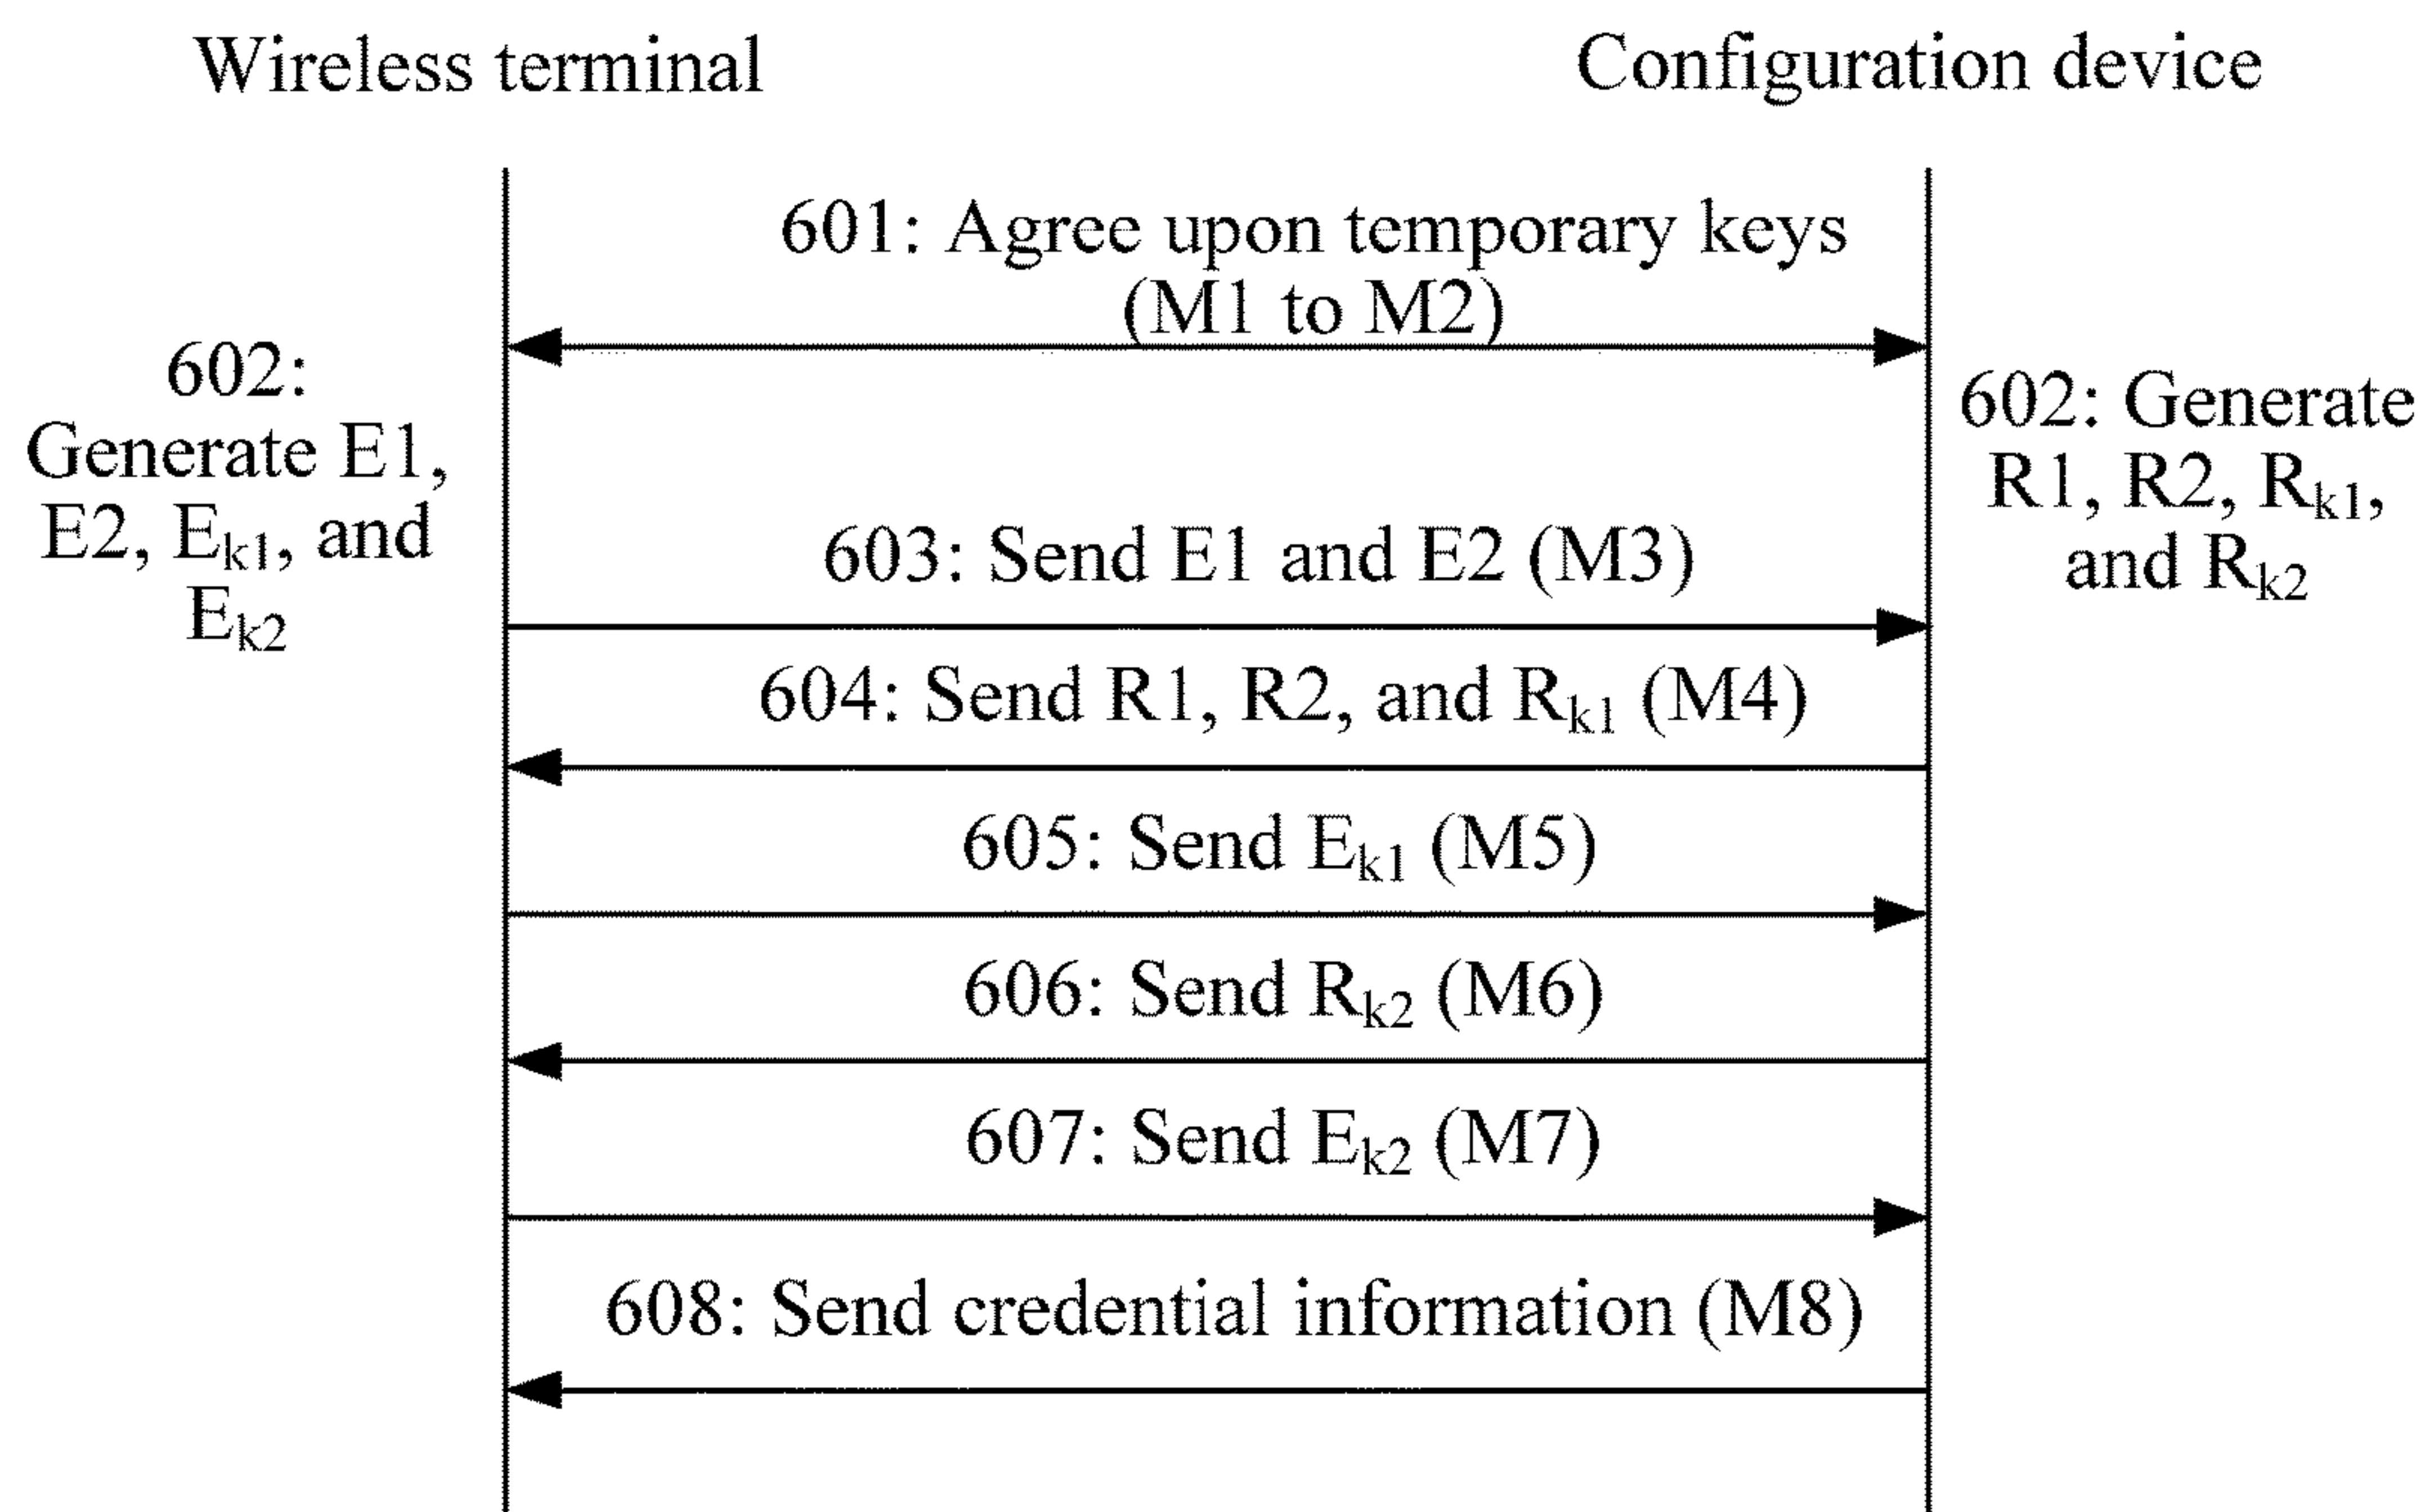 Wireless terminal
Configuration device
601: Agree upon temporary keys
(M1 to M2)
602:
Generate E1,
E2, Ek1, and
Ek2
602: Generate
R1, R2, Rk1,
and Rk2
603: Send E1 and E2 (M3)
604: Send R1, R2, and Rk1 (M4)
605: Send Ek1 (M5)
606: Send Rk2 (M6)
607: Send Ek2 (M7)
608: Send credential information (M8)